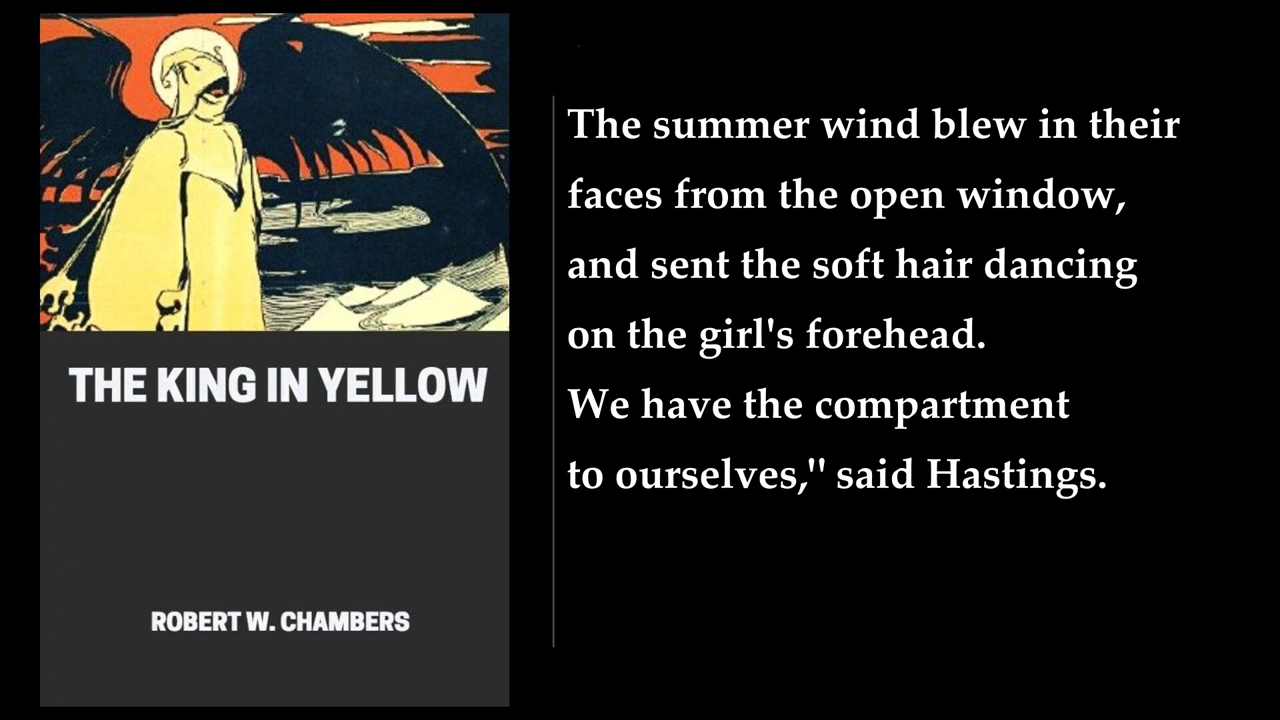 THE KING IN YELLOW
ROBERT W. CHAMBERS
The summer wind blew in their
faces from the open window,
and sent the soft hair dancing
on the girl's forehead.
We have the compartment
to ourselves," said Hastings.